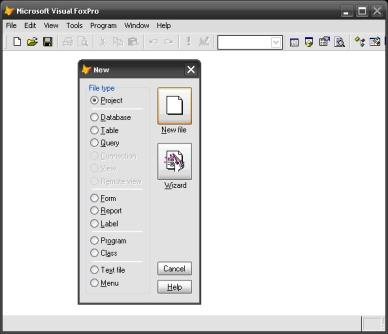 Microsoft Visual FoxPro
File Edit View Tools Program Window Help
New
File type
Project
Database
Table
Query
Connection
View
Remote view
Form
Report
Label
Program
Class
Text file
Menu
New file
Wizard
Cancel
Help